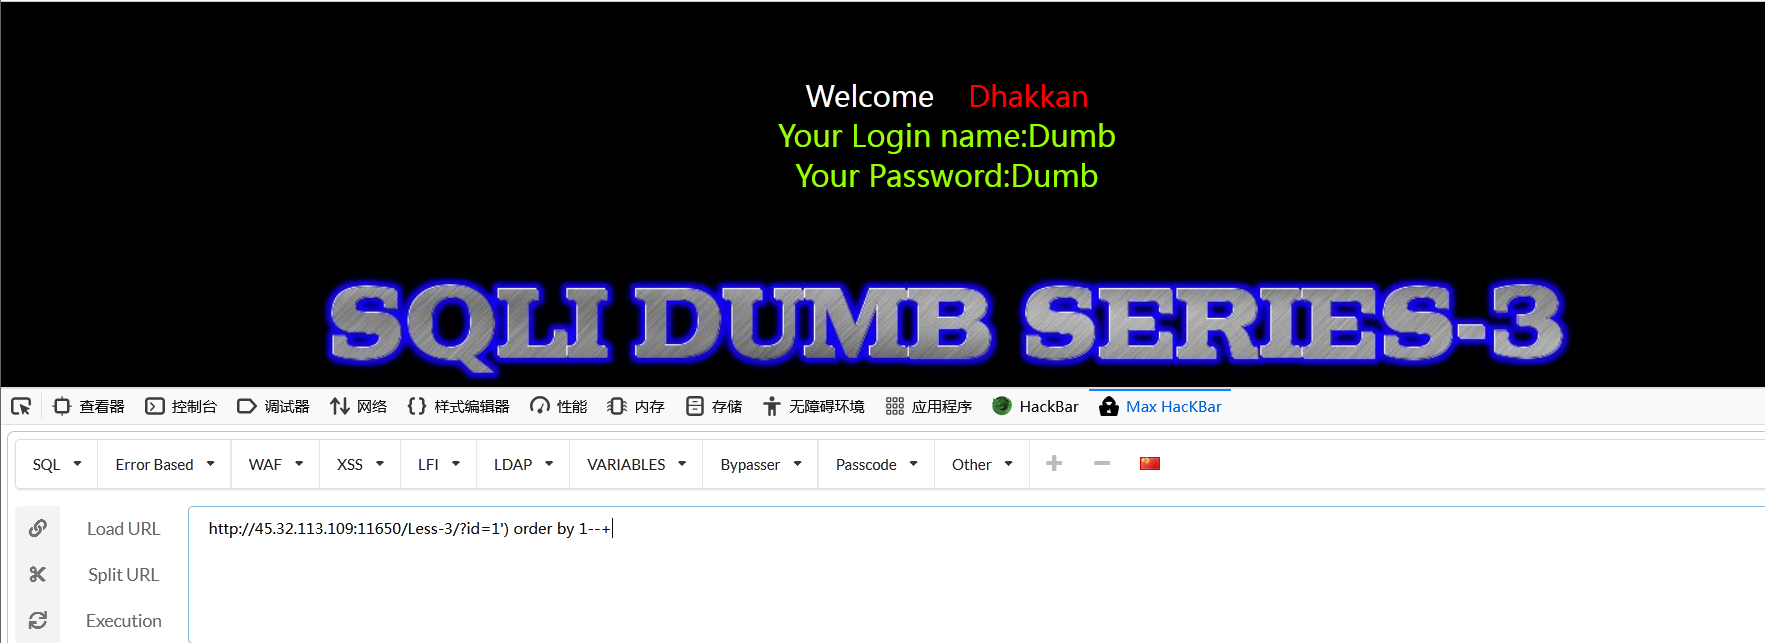 Welcome Dhakkan
Your Login name:Dumb
Your Password:Dumb
SQLI DUMB SERIES-3
查看器 控制台 调试器 网络 样式编辑器 性能 内存 存储 无障碍环境 应用程序 HackBar Max HacKBar
SQL Error Based WAF XSS LFI LDAP VARIABLES Bypasser Passcode Other
Load URL http://45.32.113.109:11650/Less-3/?id=1') order by 1--+
Split URL
Execution